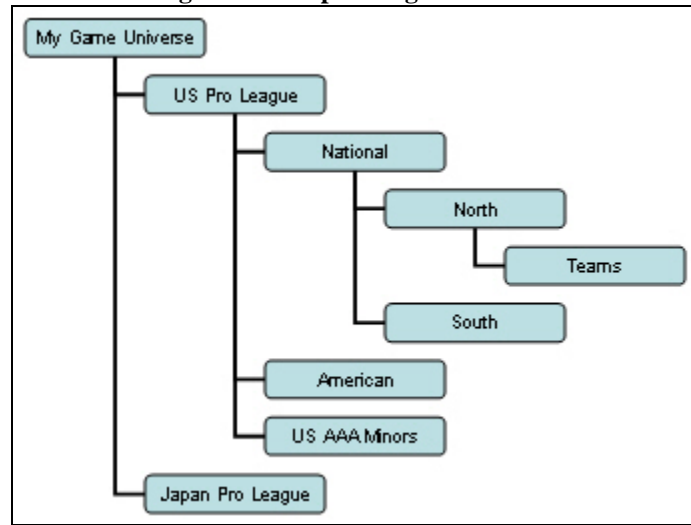 My Game Universe
US Pro League
National
North
Teams
South
American
US AAA Minors
Japan Pro League